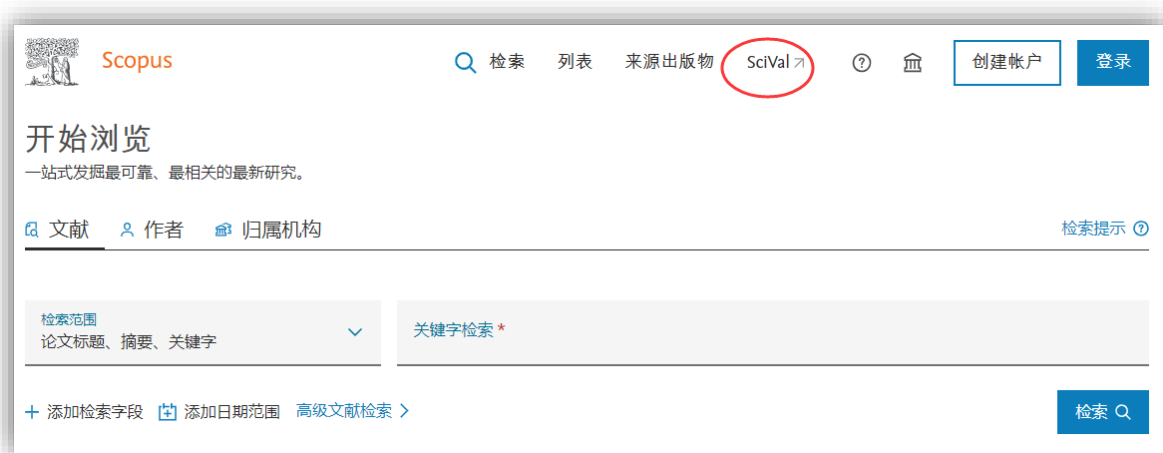 Scopus
检索 列表 来源出版物 SciVal 创建帐户 登录
开始浏览
一站式发掘最可靠、最相关的最新研究。
文献 作者 归属机构 检索提示
检索范围
论文标题、摘要、关键字
关键字检索 *
添加检索字段 添加日期范围 高级文献检索
检索